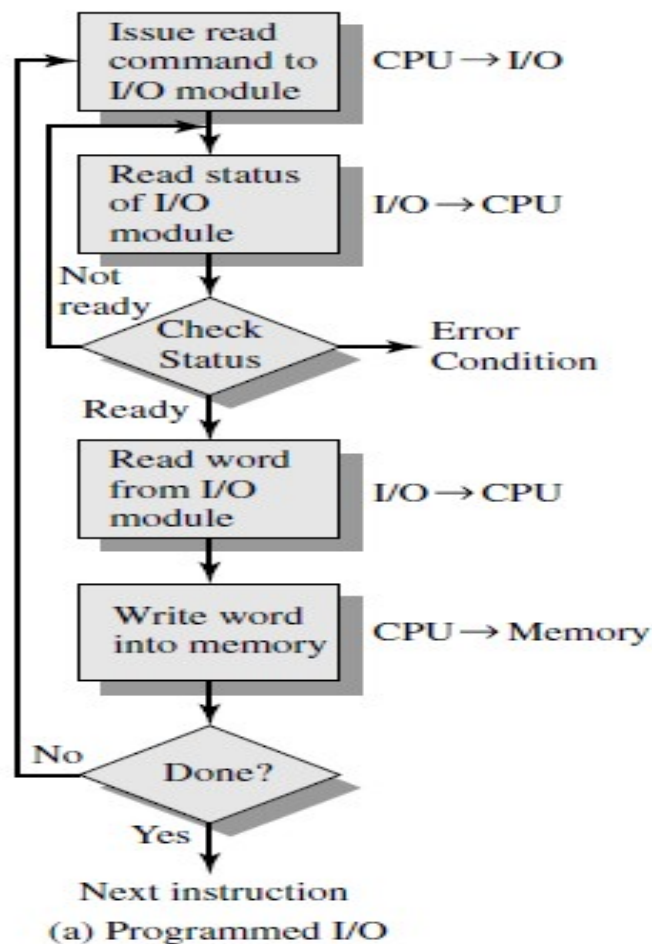 Issue read
command to
I/O module
CPU → I/O
Read status
of I/O
module
I/O → CPU
Not
ready
Check
Status
Error
Condition
Ready
Read word
from I/O
module
I/O → CPU
Write word
into memory
CPU → Memory
No
Done?
Yes
Next instruction
(a) Programmed I/O